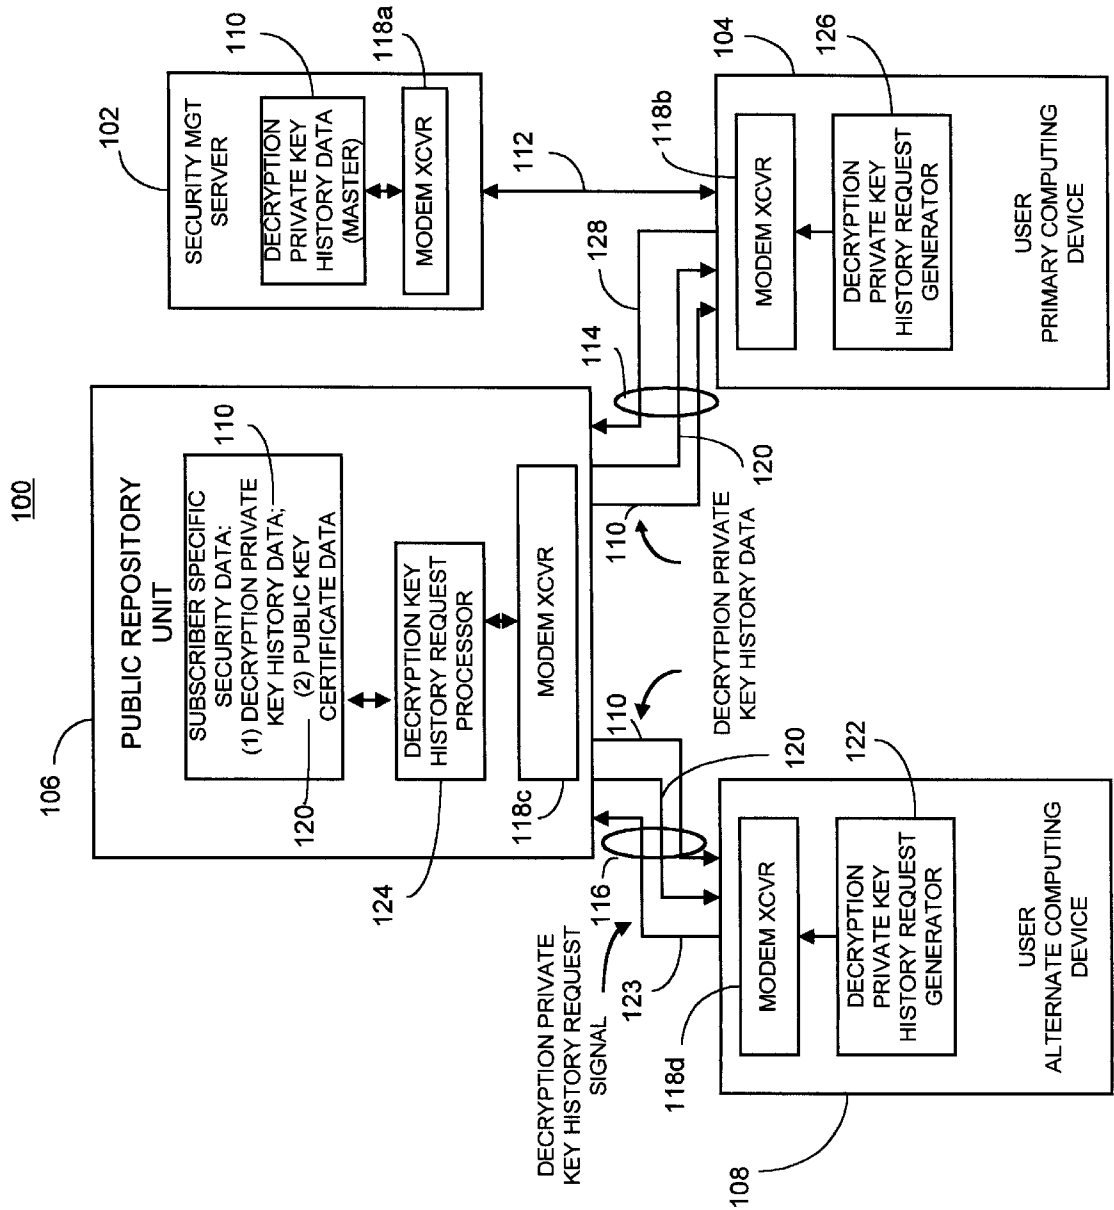 100
PUBLIC REPOSITORY
UNIT
106
SUBSCRIBER SPECIFIC
SECURITY DATA:
(1) DECRYPTION PRIVATE
KEY HISTORY DATA;
(2) PUBLIC KEY
CERTIFICATE DATA
110
120
DECRYPTION KEY
HISTORY REQUEST
PROCESSOR
124
MODEM XCVR
118c
102
SECURITY MGT
SERVER
DECRYPTION
PRIVATE KEY
HISTORY DATA
(MASTER)
110
MODEM XCVR
118a
112
DECRYPTION PRIVATE
KEY HISTORY REQUEST
SIGNAL
116
123
110
120
DECRYTPION PRIVATE
KEY HISTORY DATA
110
120
114
128
118d
MODEM XCVR
DECRYPTION
PRIVATE KEY
HISTORY REQUEST
GENERATOR
122
USER
ALTERNATE COMPUTING
DEVICE
108
118b
MODEM XCVR
DECRYPTION
PRIVATE KEY
HISTORY REQUEST
GENERATOR
126
104
USER
PRIMARY COMPUTING
DEVICE